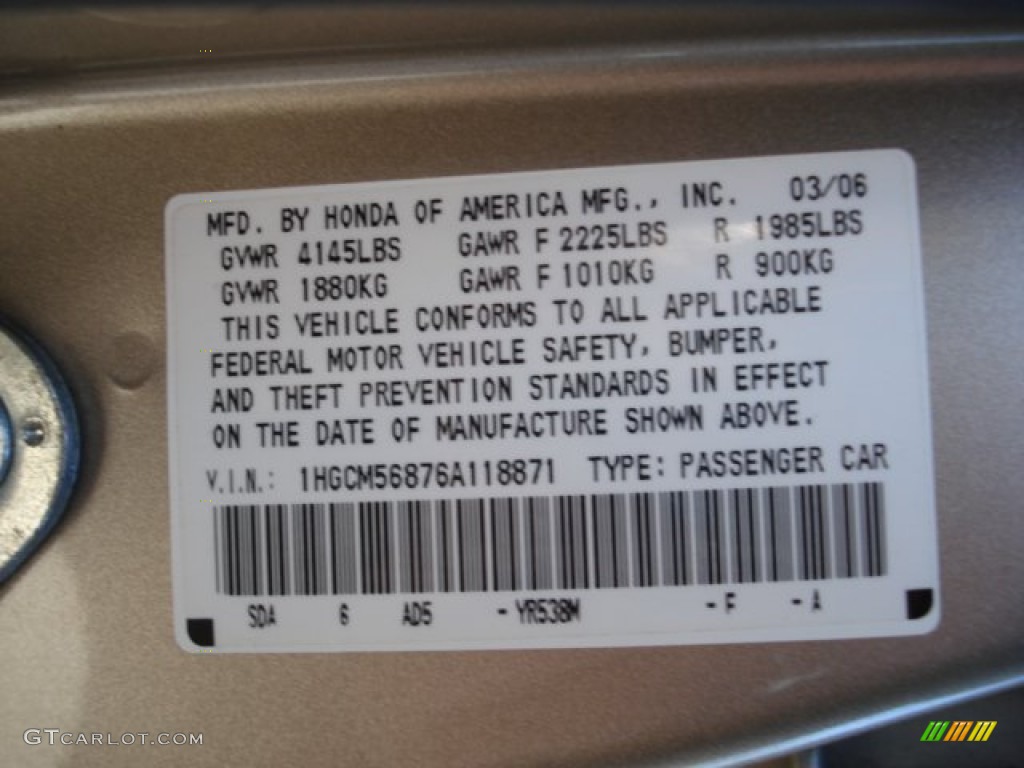 MFD. BY HONDA OF AMERICA MFG., INC. 03/06
GVWR 4145LBS GAWR F 2225LBS R 1985LBS
GVWR 1880KG GAWR F 1010KG R 900KG
THIS VEHICLE CONFORMS TO ALL APPLICABLE
FEDERAL MOTOR VEHICLE SAFETY, BUMPER,
AND THEFT PREVENTION STANDARDS IN EFFECT
ON THE DATE OF MANUFACTURE SHOWN ABOVE.
V.I.N.: 1HGCM56876A118871 TYPE: PASSENGER CAR
SDA 6 AD5 -YR538M -F -A
GTCARLOT.COM